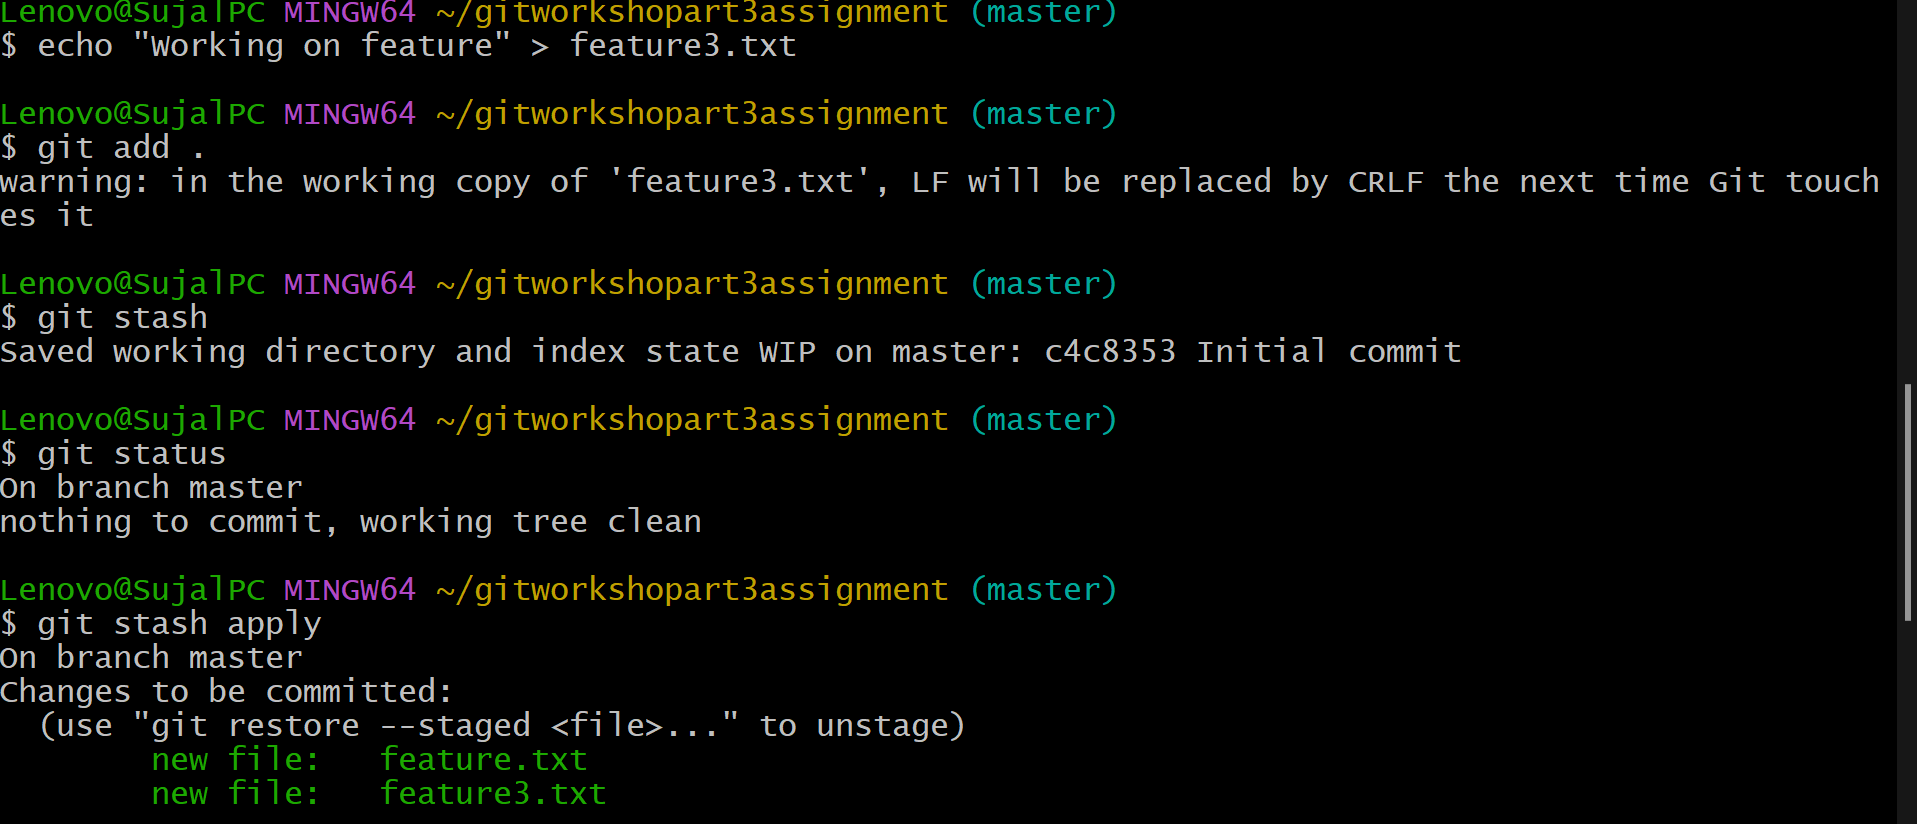 Lenovo@SujalPC MINGW64 ~/gitworkshopart3assignment (master)
$ echo "Working on feature" > feature3.txt
Lenovo@SujalPC MINGW64 ~/gitworkshopart3assignment (master)
$ git add .
warning: in the working copy of 'feature3.txt', LF will be replaced by CRLF the next time Git touch
es it
Lenovo@SujalPC MINGW64 ~/gitworkshopart3assignment (master)
$ git stash
Saved working directory and index state WIP on master: c4c8353 Initial commit
Lenovo@SujalPC MINGW64 ~/gitworkshopart3assignment (master)
$ git status
On branch master
nothing to commit, working tree clean
Lenovo@SujalPC MINGW64 ~/gitworkshopart3assignment (master)
$ git stash apply
On branch master
Changes to be committed:
  (use "git restore --staged <file>..." to unstage)
        new file:   feature.txt
        new file:   feature3.txt